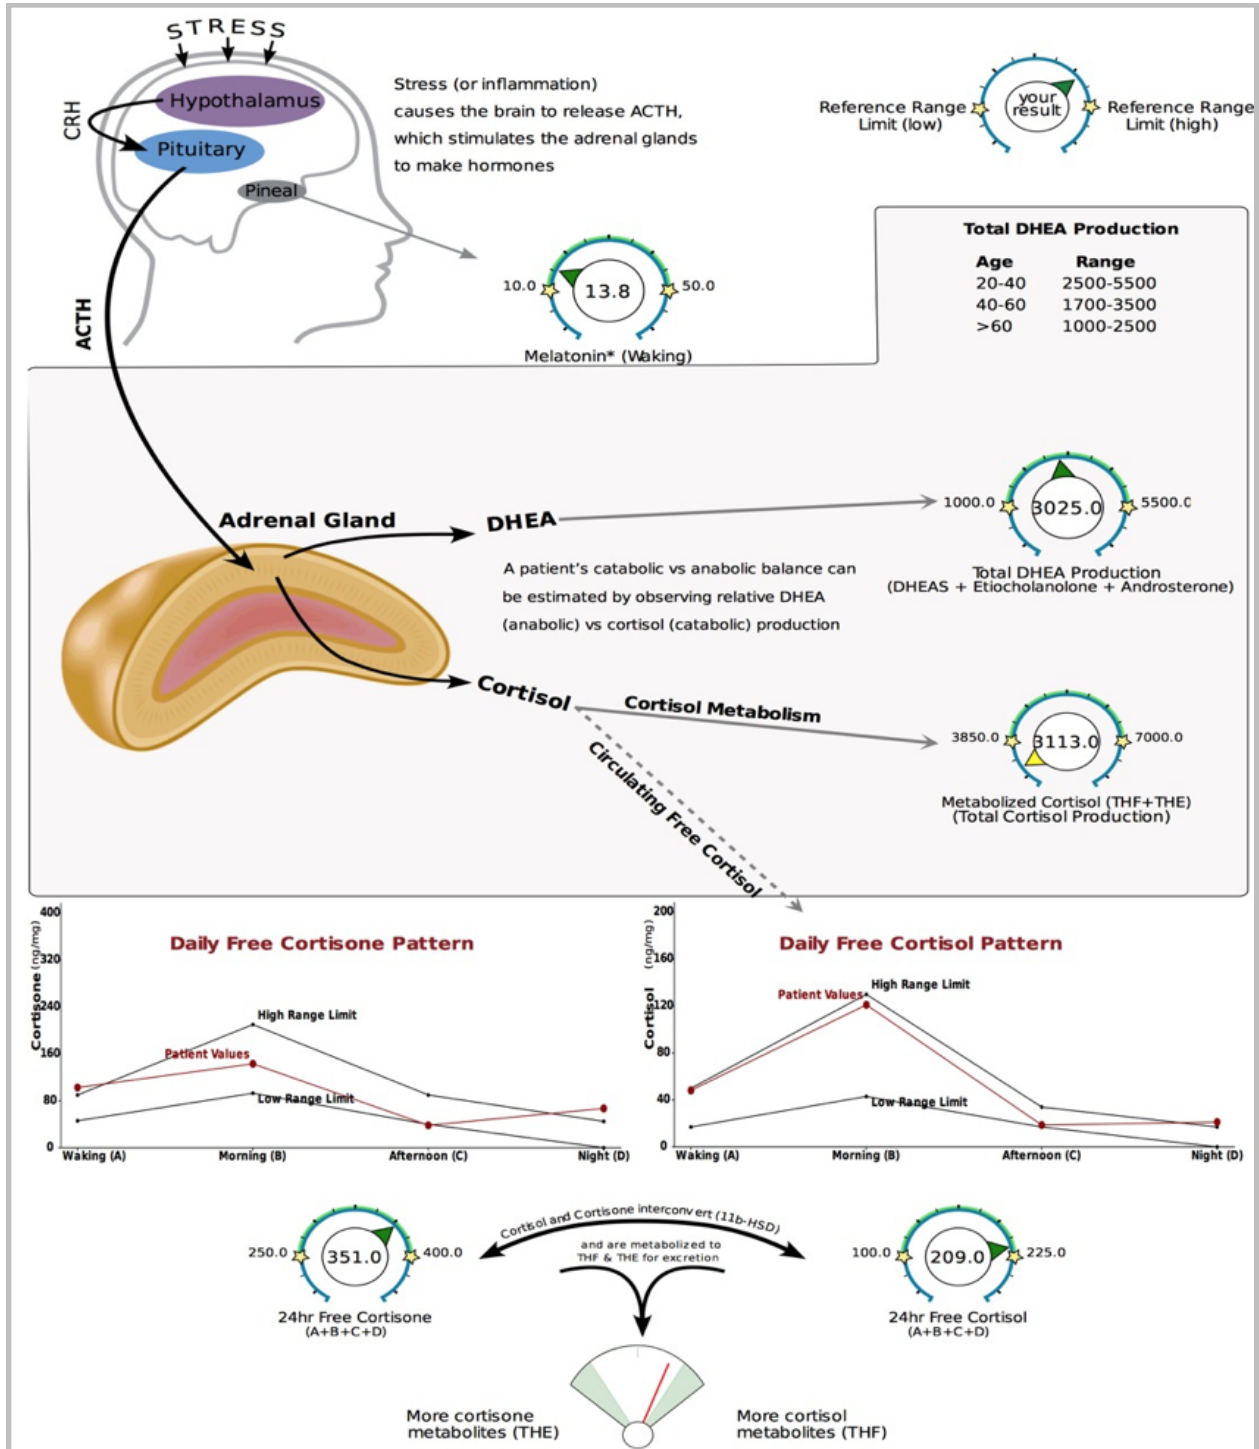 STRESS
Hypothalamus
CRH
Pituitary
Pineal
ACTH
Stress (or inflammation)
causes the brain to release ACTH,
which stimulates the adrenal glands
to make hormones
Reference Range
Limit (low)
your
result
Reference Range
Limit (high)
10.0
13.8
50.0
Melatonin* (Waking)
Total DHEA Production
Age Range
20-40 2500-5500
40-60 1700-3500
>60 1000-2500
Adrenal Gland
DHEA
1000.0
3025.0
5500.0
Total DHEA Production
(DHEAS + Etiocholanolone + Androsterone)
A patient’s catabolic vs anabolic balance can
be estimated by observing relative DHEA
(anabolic) vs cortisol (catabolic) production
Cortisol
Cortisol Metabolism
Circulating Free Cortisol
3850.0
3113.0
7000.0
Metabolized Cortisol (THF+THE)
(Total Cortisol Production)
Daily Free Cortisone Pattern
Cortisone (ng/mg)
400
320
240
160
80
0
High Range Limit
Patient Values
Low Range Limit
Waking (A) Morning (B) Afternoon (C) Night (D)
Daily Free Cortisol Pattern
Cortisol (ng/mg)
200
160
120
80
40
0
High Range Limit
Patient Values
Low Range Limit
Waking (A) Morning (B) Afternoon (C) Night (D)
250.0
351.0
400.0
24hr Free Cortisone
(A+B+C+D)
Cortisol and Cortisone interconvert (11b-HSD)
and are metabolized to
THF & THE for excretion
100.0
209.0
225.0
24hr Free Cortisol
(A+B+C+D)
More cortisone
metabolites (THE)
More cortisol
metabolites (THF)